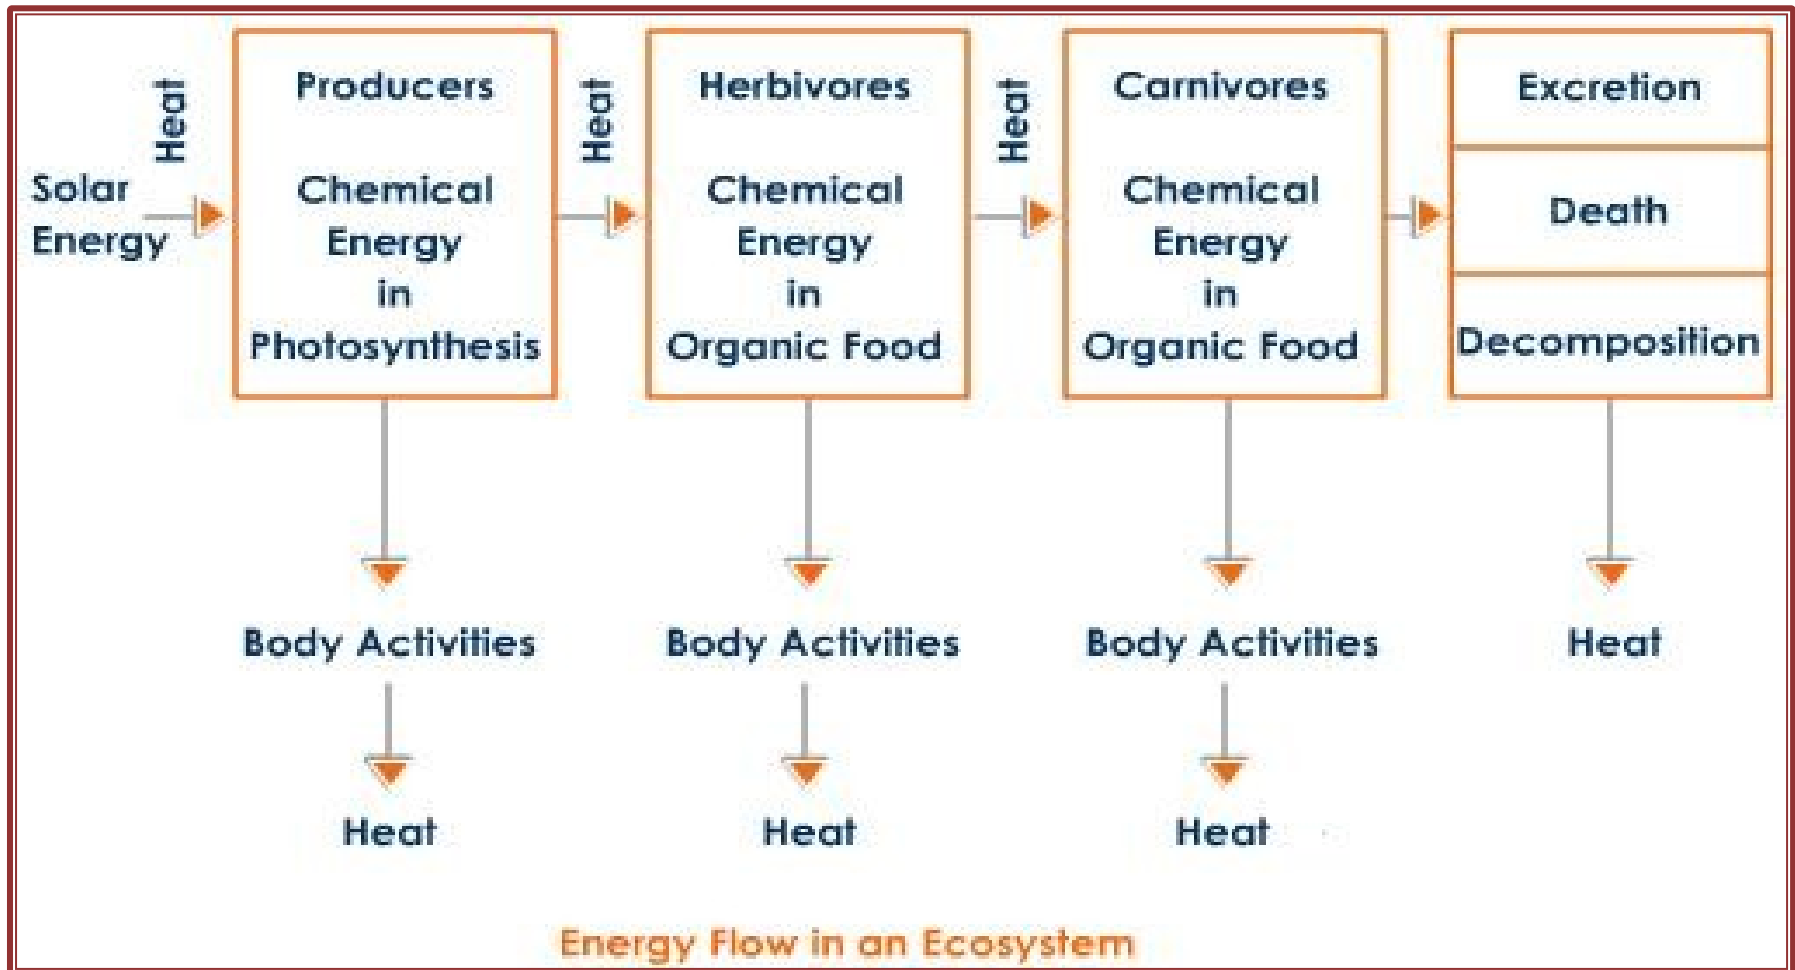 Heat
Solar
Energy
Producers
Chemical
Energy
in
Photosynthesis
Heat
Herbivores
Chemical
Energy
in
Organic Food
Heat
Carnivores
Chemical
Energy
in
Organic Food
Excretion
Death
Decomposition
Body Activities
Body Activities
Body Activities
Heat
Heat
Heat
Heat
Energy Flow in an Ecosystem